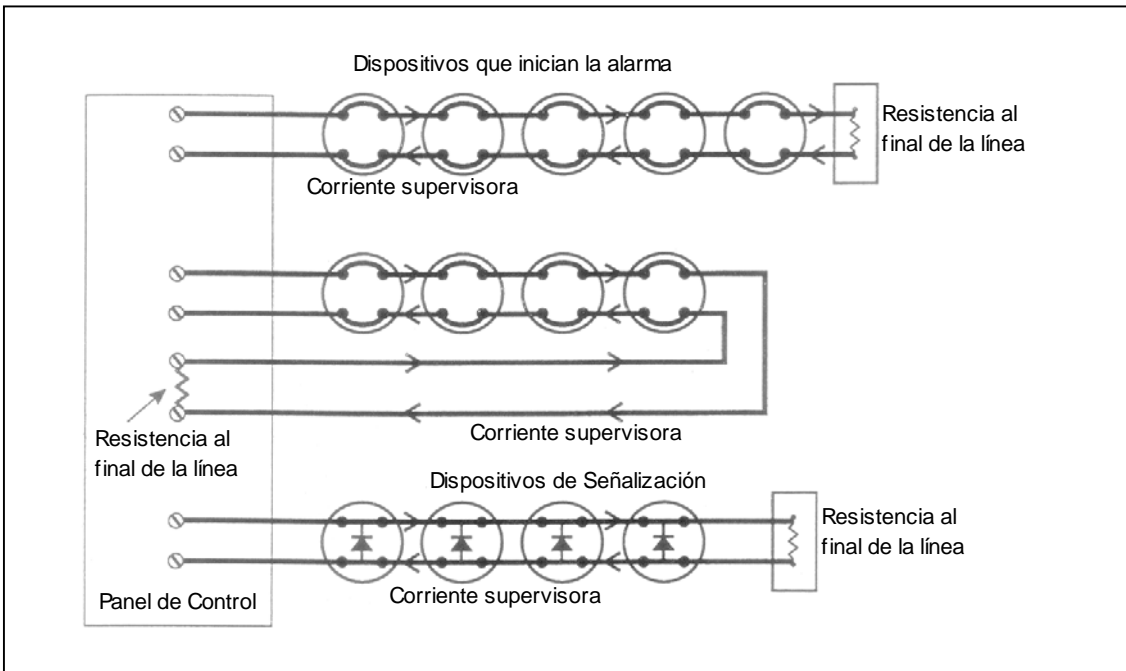 Dispositivos que inician la alarma
Resistencia al
final de la línea
Corriente supervisora
Resistencia al
final de la línea
Corriente supervisora
Dispositivos de Señalización
Resistencia al
final de la línea
Corriente supervisora
Panel de Control